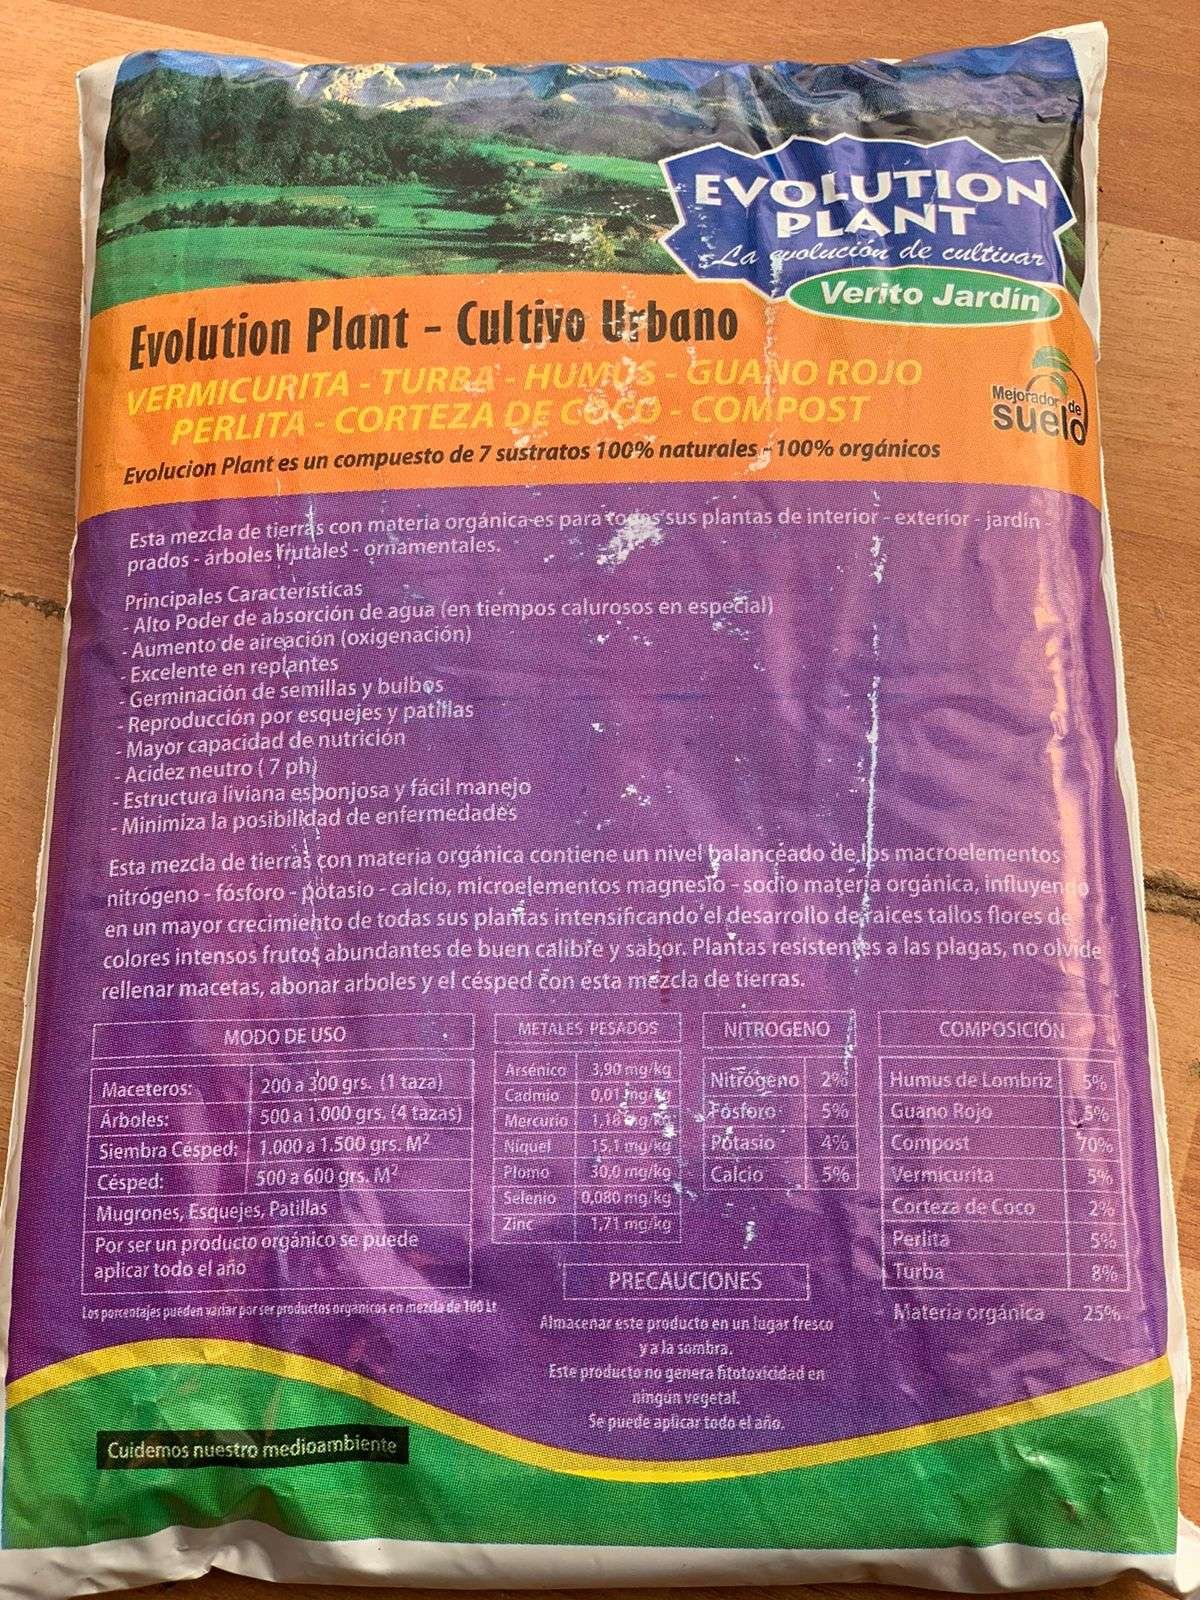 EVOLUTION
PLANT
La evolución de cultivar
Verito Jardín
Evolution Plant - Cultivo Urbano
VERMICURITA - TURBA - HUMUS - GUANO ROJO
PERLITA - CORTEZA DE COCO - COMPOST
Evolucion Plant es un compuesto de 7 sustratos 100% naturales - 100% orgánicos
Mejorador de
suelo
Esta mezcla de tierras con materia orgánica es para todas sus plantas de interior - exterior - jardín -
prados - árboles frutales - ornamentales.
Principales Características
- Alto Poder de absorción de agua (en tiempos calurosos en especial)
- Aumento de aireación (oxigenación)
- Excelente en replantes
- Germinación de semillas y bulbos
- Reproducción por esquejes y patillas
- Mayor capacidad de nutrición
- Acidez neutro ( 7 ph)
- Estructura liviana esponjosa y fácil manejo
- Minimiza la posibilidad de enfermedades
Esta mezcla de tierras con materia orgánica contiene un nivel balanceado de los macroelementos
nitrógeno - fósforo - potasio - calcio, microelementos magnesio - sodio materia orgánica, influyendo
en un mayor crecimiento de todas sus plantas intensificando el desarrollo de raices tallos flores de
colores intensos frutos abundantes de buen calibre y sabor. Plantas resistentes a las plagas, no olvide
rellenar macetas, abonar arboles y el césped con esta mezcla de tierras.
MODO DE USO
Maceteros: 200 a 300 grs. (1 taza)
Árboles: 500 a 1.000 grs. (4 tazas)
Siembra Césped: 1.000 a 1.500 grs. M²
Césped: 500 a 600 grs. M²
Mugrones, Esquejes, Patillas
Por ser un producto orgánico se puede
aplicar todo el año
Los porcentajes pueden variar por ser productos organicos en mezcla de 100 Lt
METALES PESADOS
Arsénico 3,90 mg/kg
Cadmio 0,01 mg/kg
Mercurio 1,18 mg/kg
Niquel 15,1 mg/kg
Plomo 30,0 mg/kg
Selenio 0,080 mg/kg
Zinc 1,71 mg/kg
NITROGENO
Nitrógeno 2%
Fósforo 5%
Potasio 4%
Calcio 5%
COMPOSICIÓN
Humus de Lombriz 5%
Guano Rojo 5%
Compost 70%
Vermicurita 5%
Corteza de Coco 2%
Perlita 5%
Turba 8%
Materia orgánica 25%
PRECAUCIONES
Almacenar este producto en un lugar fresco
y a la sombra.
Este producto no genera fitotoxicidad en
ningún vegetal.
Se puede aplicar todo el año.
Cuidemos nuestro medioambiente